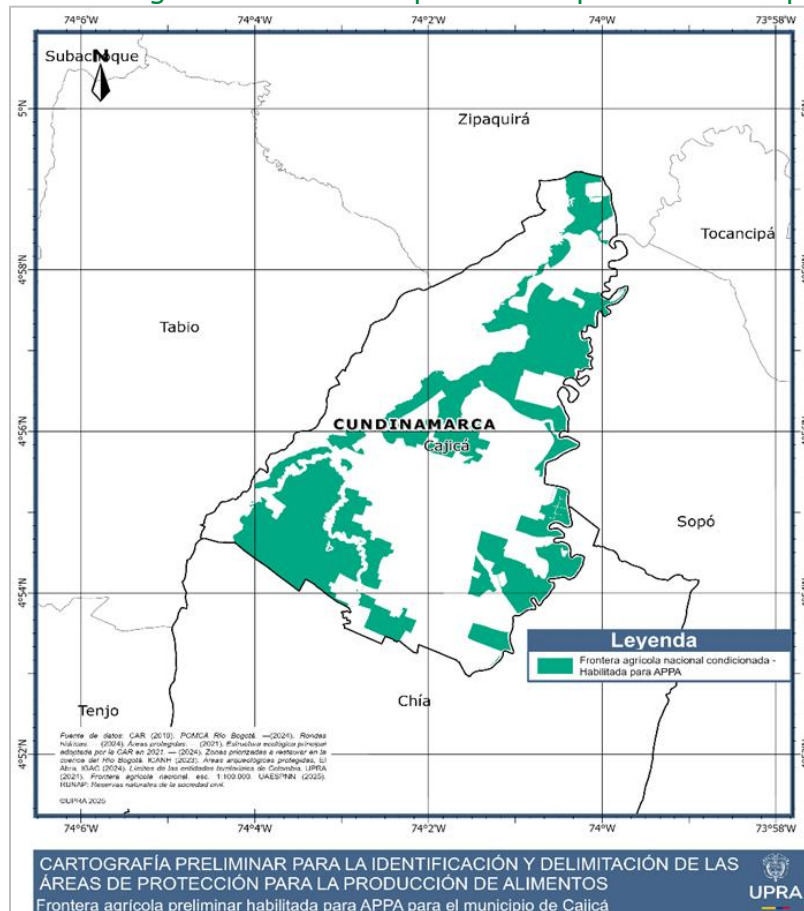 74°6'W 74°4'W 74°2'W 74°W 73°58'W
Subachoque
N
5°N
Zipaquirá
Tocancipá
4°58'N
Tabio
4°56'N
CUNDINAMARCA
Cajicá
Sopó
4°54'N
Leyenda
Frontera agrícola nacional condicionada -
Habilitada para APPA
Chía
Tenjo
Fuente de datos: CAR (2019). POMCA Río Bogotá. —(2024). Rondas
hídricas. (2024). Áreas protegidas. (2021). Estructura ecológica principal
adoptada por la CAR en 2021. — (2024). Zonas priorizadas a restaurar en la
cuenca del Río Bogotá. ICANH (2023). Áreas arqueológicas protegidas, El
Abra. IGAC (2024). Límites de las entidades territoriales de Colombia. UPRA
(2021). Frontera agrícola nacional, esc. 1:100.000. UAESPNN (2025).
RUNAP: Reservas naturales de la sociedad civil.
4°52'N
©UPRA 2025
74°6'W 74°4'W 74°2'W 74°W 73°58'W
CARTOGRAFÍA PRELIMINAR PARA LA IDENTIFICACIÓN Y DELIMITACIÓN DE LAS
ÁREAS DE PROTECCIÓN PARA LA PRODUCCIÓN DE ALIMENTOS
UPRA
Frontera agrícola preliminar habilitada para APPA para el municipio de Cajicá